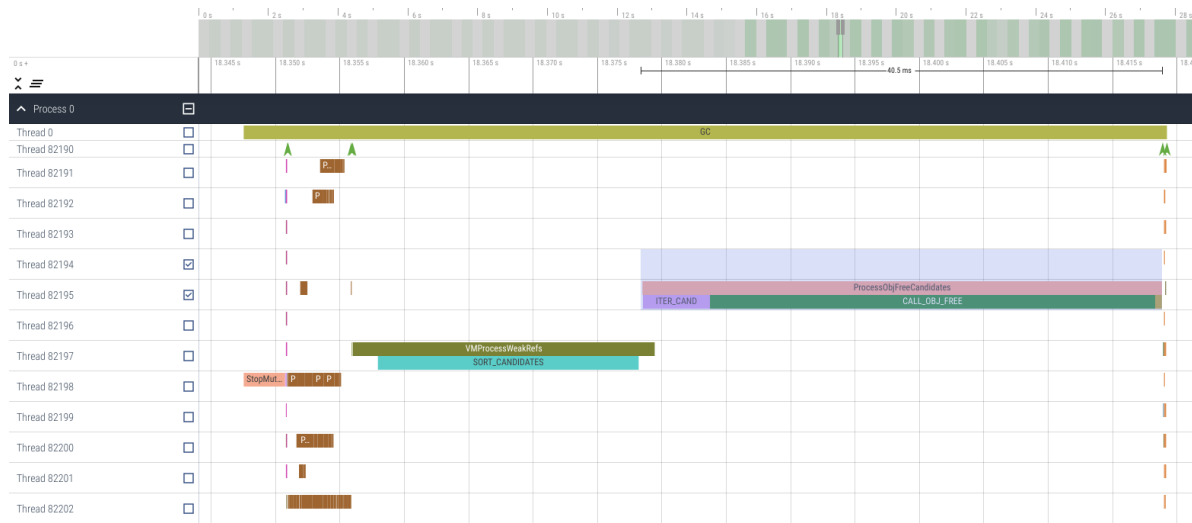 0 s 2 s 4 s 6 s 8 s 10 s 12 s 14 s 16 s 18 s 20 s 22 s 24 s 26 s 28 s
0 s + 18.345 s 18.350 s 18.355 s 18.360 s 18.365 s 18.370 s 18.375 s 18.380 s 18.385 s 18.390 s 18.395 s 18.400 s 18.405 s 18.410 s 18.415 s
40.5 ms
Process 0
Thread 0 GC
Thread 82190
Thread 82191 P...
Thread 82192 P
Thread 82193
Thread 82194
Thread 82195 ProcessObjFreeCandidates
ITER_CAND CALL_OBJ_FREE
Thread 82196
Thread 82197 VMProcessWeakRefs
SORT_CANDIDATES
Thread 82198 StopMut... P P P
Thread 82199
Thread 82200 P...
Thread 82201
Thread 82202